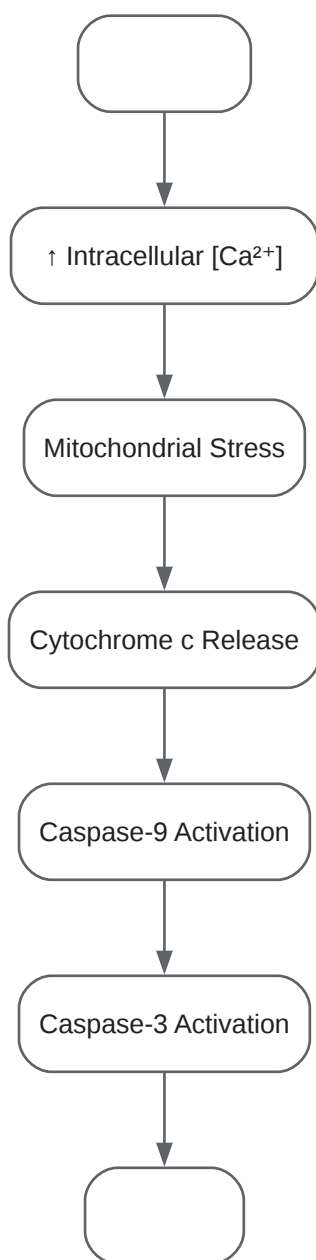 ↑ Intracellular [Ca²⁺]
Mitochondrial Stress
Cytochrome c Release
Caspase-9 Activation
Caspase-3 Activation